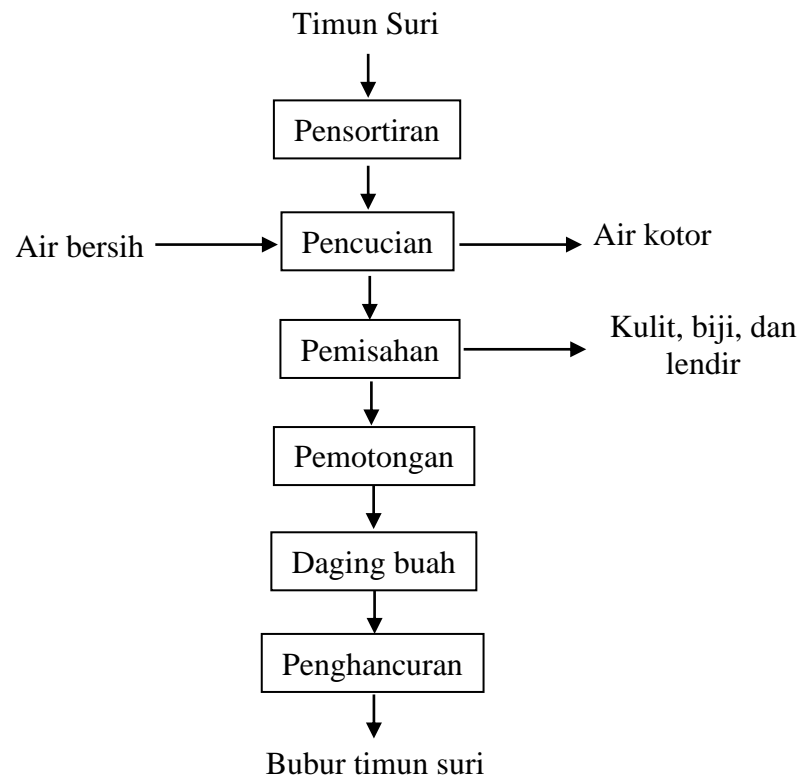 Timun Suri
Pensortiran
Air bersih
Pencucian
Air kotor
Pemisahan
Kulit, biji, dan
lendir
Pemotongan
Daging buah
Penghancuran
Bubur timun suri